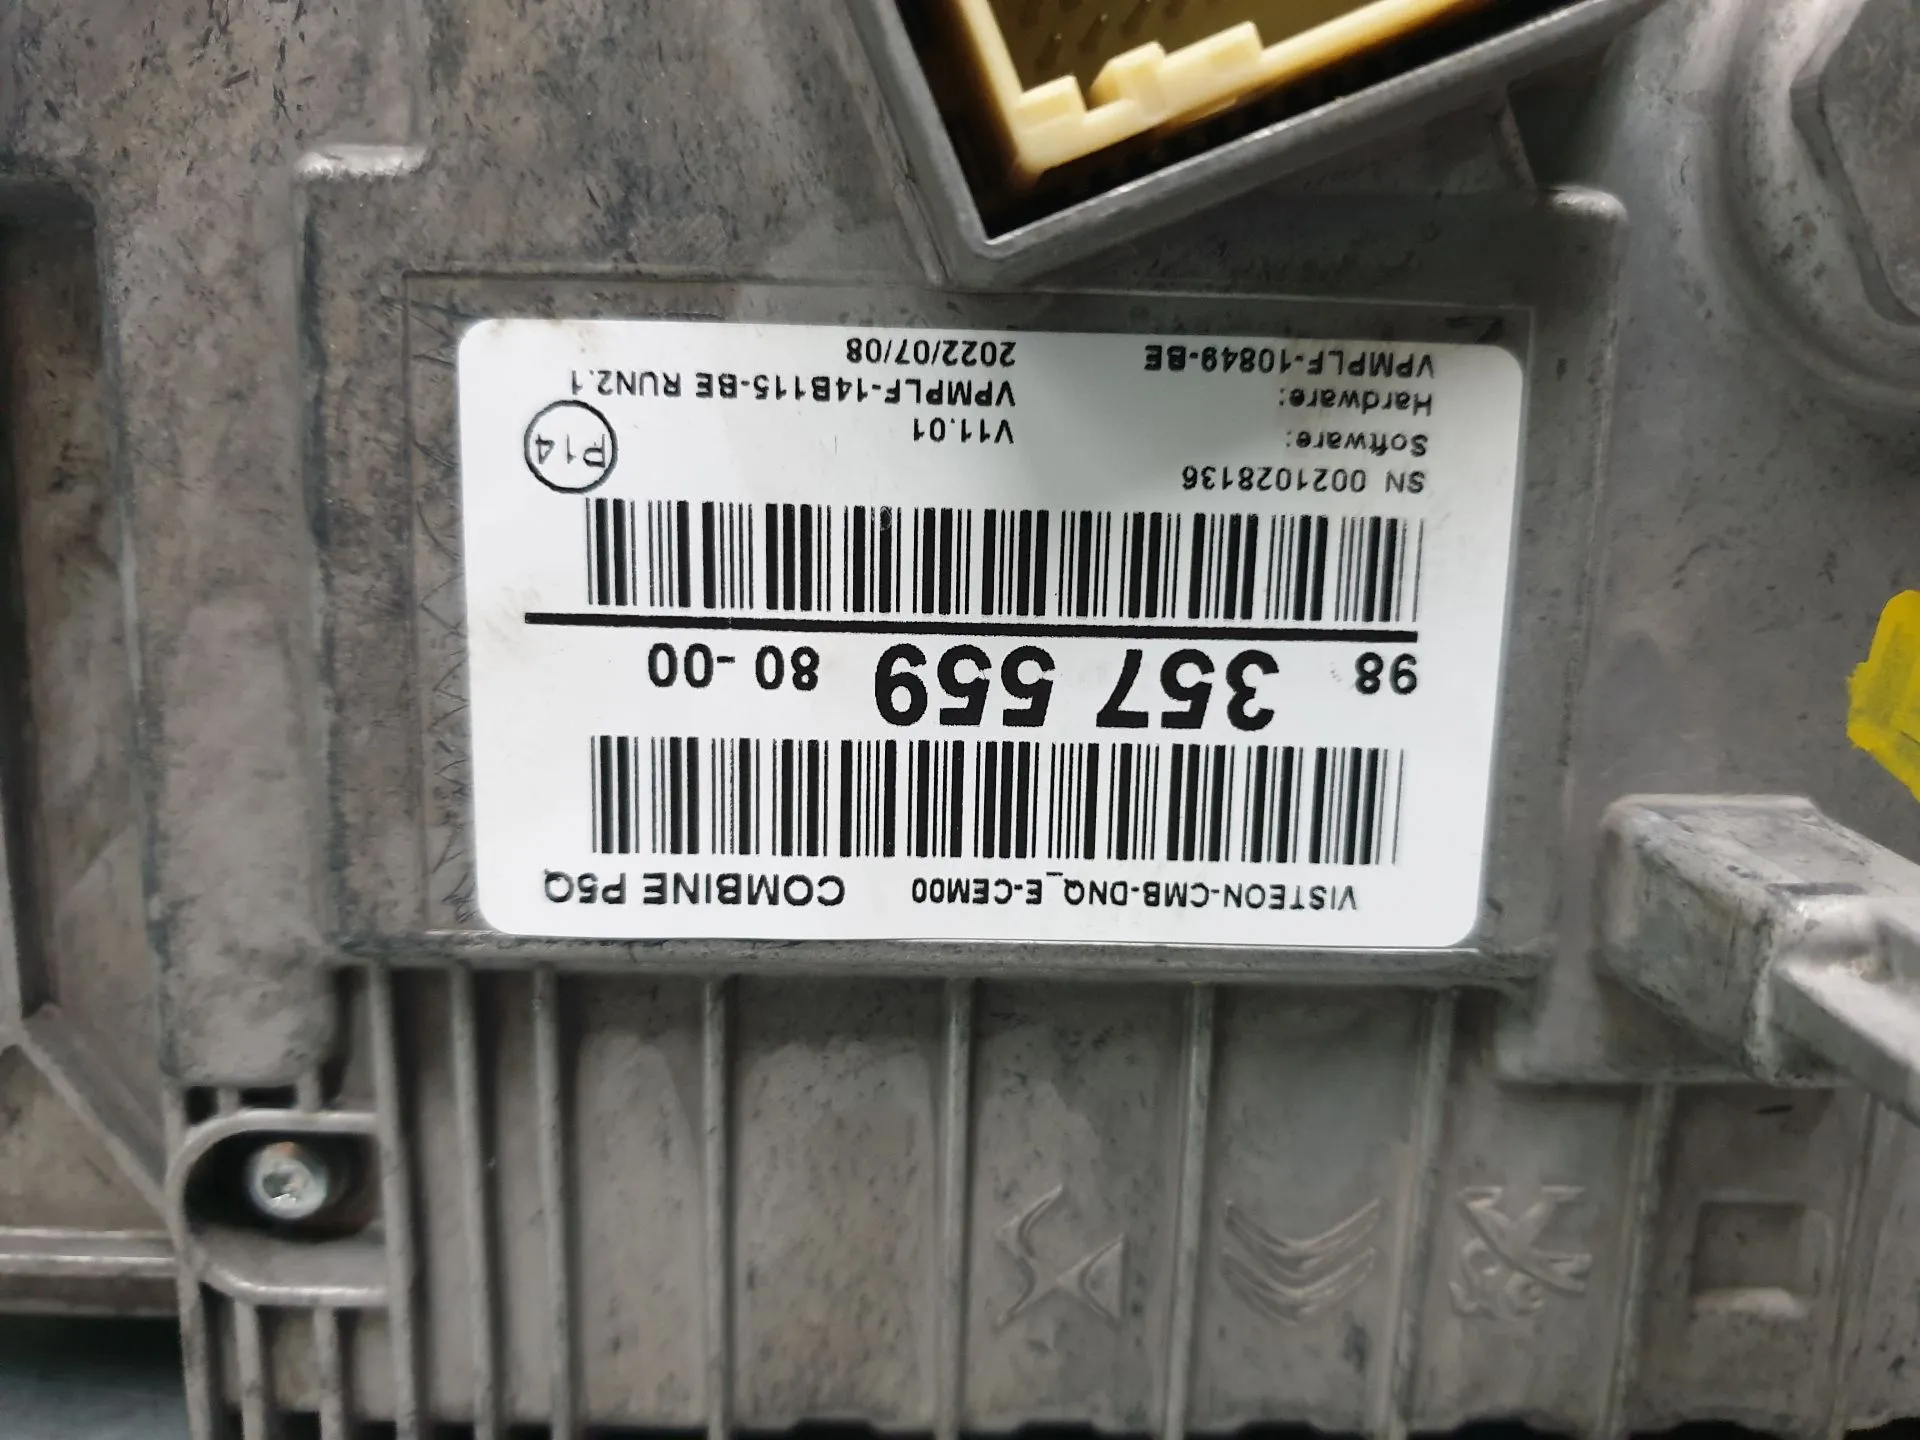 VISTEON-CMB-DNQ_E-CEM00 COMBINE P5Q
98 357 559 80 -00
SN 0021028136
P14
Software: V11.01
Hardware: VPMPLF-14B115-BE RUN2.1
VPMPLF-10849-BE 2022/07/08